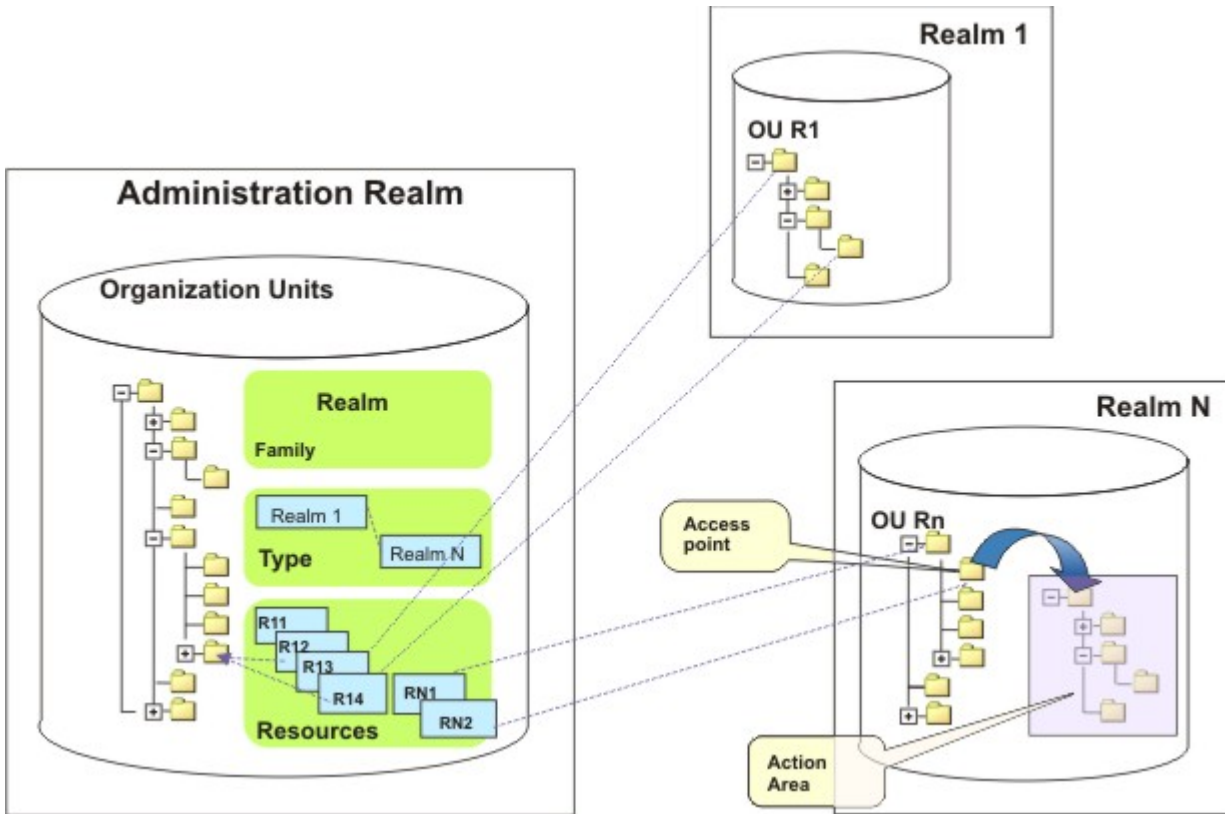 Realm 1
OU R1
Administration Realm
Organization Units
Realm
Family
Realm 1
Realm N
Type
R11
R12
R13
R14
RN1
RN2
Resources
Realm N
OU Rn
Access
point
Action
Area